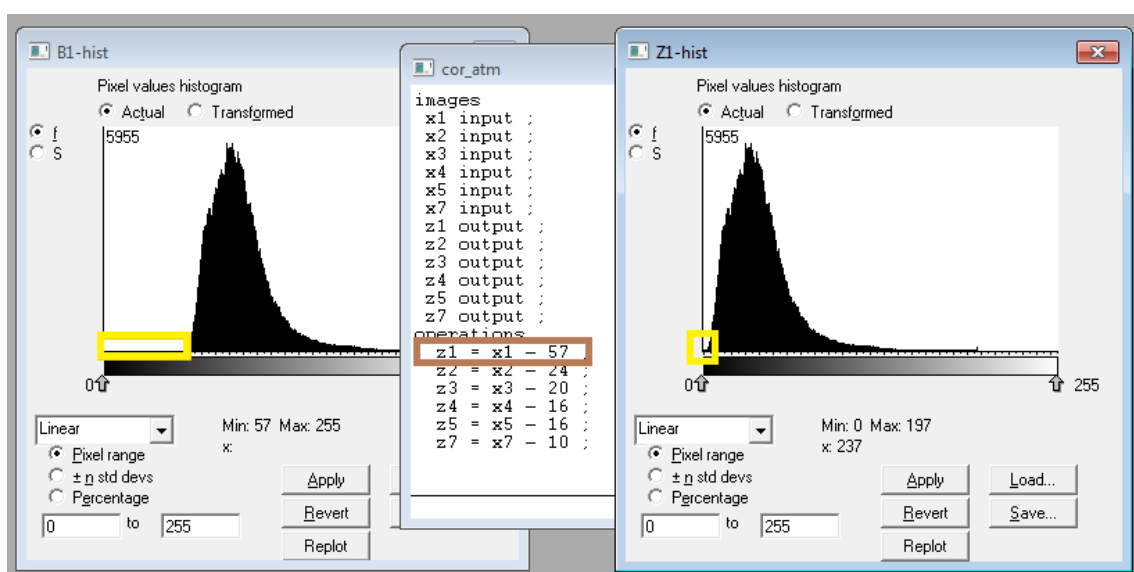 B1-hist
Pixel values histogram
Actual Transformed
f
S
5955
0
Linear
Min: 57 Max: 255
x:
Pixel range
± n std devs
Percentage
0 to 255
Apply
Revert
Replot
cor_atm
images
x1 input ;
x2 input ;
x3 input ;
x4 input ;
x5 input ;
x7 input ;
z1 output ;
z2 output ;
z3 output ;
z4 output ;
z5 output ;
z7 output ;
operations
z1 = x1 - 57 ;
z2 = x2 - 24 ;
z3 = x3 - 20 ;
z4 = x4 - 16 ;
z5 = x5 - 16 ;
z7 = x7 - 10 ;
Z1-hist
Pixel values histogram
Actual Transformed
f
S
5955
0 255
Linear
Min: 0 Max: 197
x: 237
Pixel range
± n std devs
Percentage
0 to 255
Apply Load...
Revert Save...
Replot